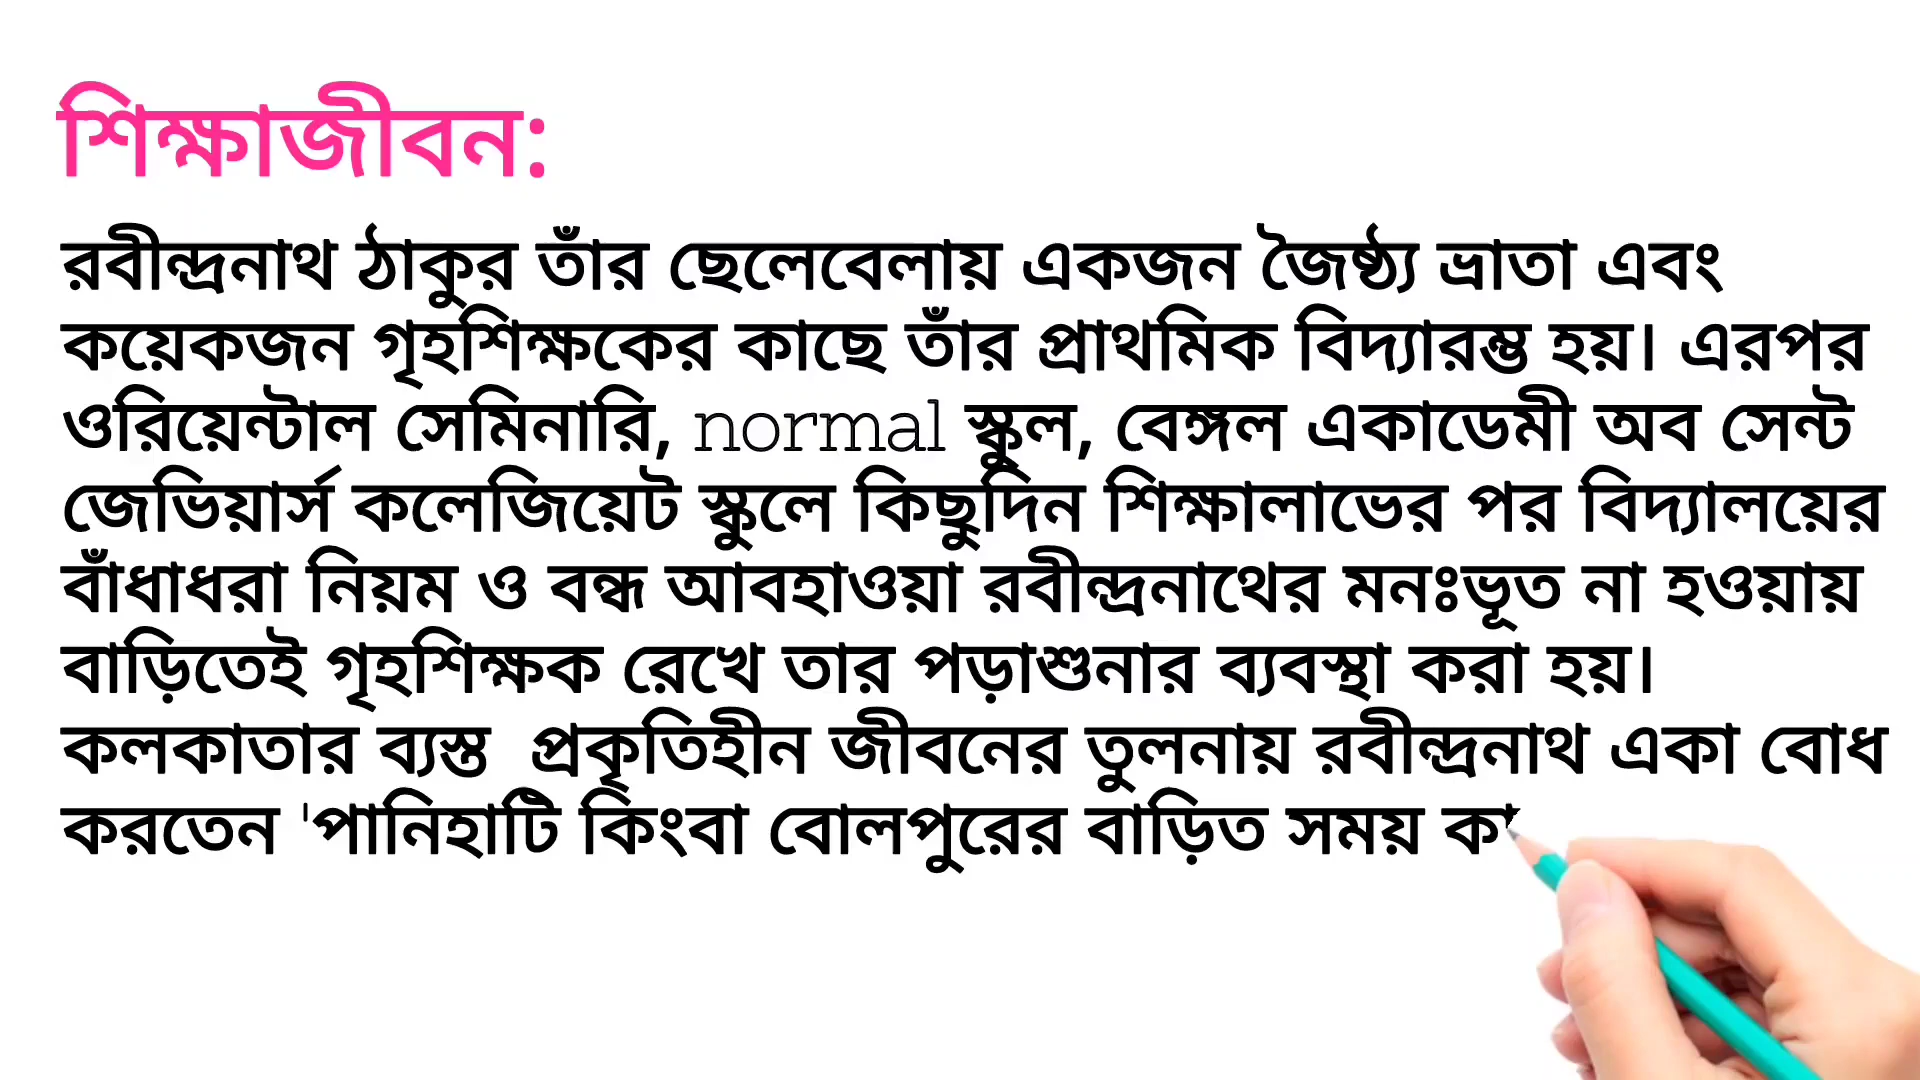 শিক্ষাজীবন:
রবীন্দ্রনাথ ঠাকুর তাঁর ছেলেবেলায় একজন জৈষ্ঠ্য ভ্রাতা এবং
কয়েকজন গৃহশিক্ষকের কাছে তাঁর প্রাথমিক বিদ্যারম্ভ হয়। এরপর
ওরিয়েন্টাল সেমিনারি, normal স্কুল, বেঙ্গল একাডেমী অব সেন্ট
জেভিয়ার্স কলেজিয়েট স্কুলে কিছুদিন শিক্ষালাভের পর বিদ্যালয়ের
বাঁধাধরা নিয়ম ও বন্ধ আবহাওয়া রবীন্দ্রনাথের মনঃভূত না হওয়ায়
বাড়িতেই গৃহশিক্ষক রেখে তার পড়াশুনার ব্যবস্থা করা হয়।
কলকাতার ব্যস্ত প্রকৃতিহীন জীবনের তুলনায় রবীন্দ্রনাথ একা বোধ
করতেন 'পানিহাটি কিংবা বোলপুরের বাড়িত সময়